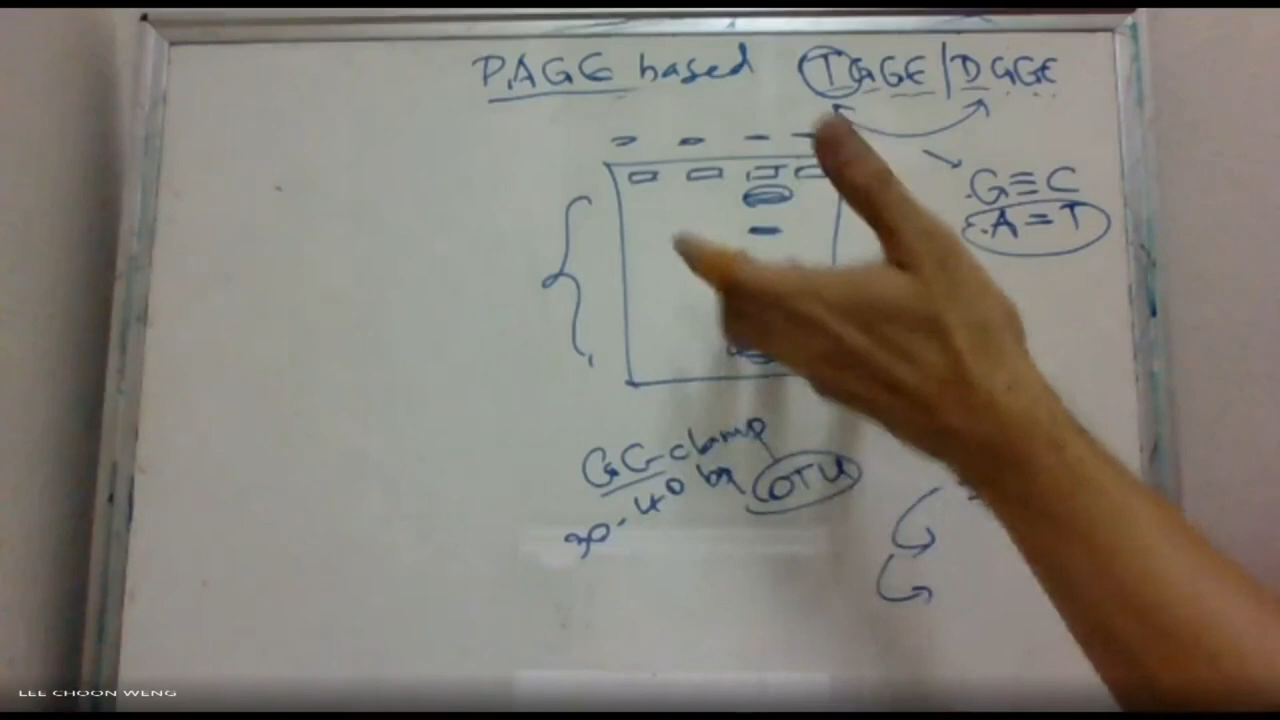 PAGE based TGGE | DGGE
G≡C
A=T
GC clamp
30-40 bp OTU
LEE CHOON WENG